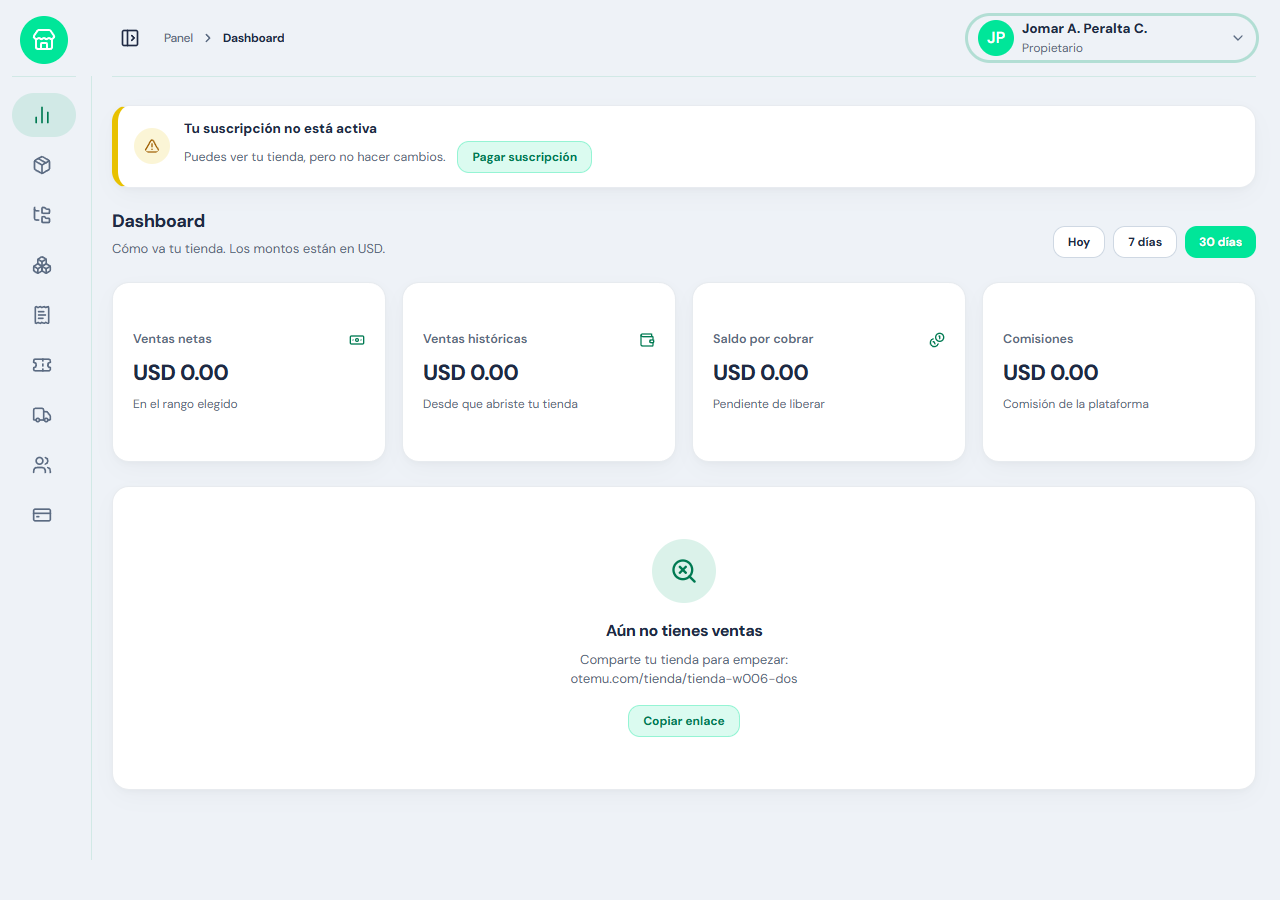 Panel
Dashboard
JP
Jomar A. Peralta C.
Propietario
Tu suscripción no está activa
Puedes ver tu tienda, pero no hacer cambios.
Pagar suscripción
Dashboard
Cómo va tu tienda. Los montos están en USD.
Hoy
7 días
30 días
Ventas netas
USD 0.00
En el rango elegido
Ventas históricas
USD 0.00
Desde que abriste tu tienda
Saldo por cobrar
USD 0.00
Pendiente de liberar
Comisiones
USD 0.00
Comisión de la plataforma
Aún no tienes ventas
Comparte tu tienda para empezar:
otemu.com/tienda/tienda-w006-dos
Copiar enlace